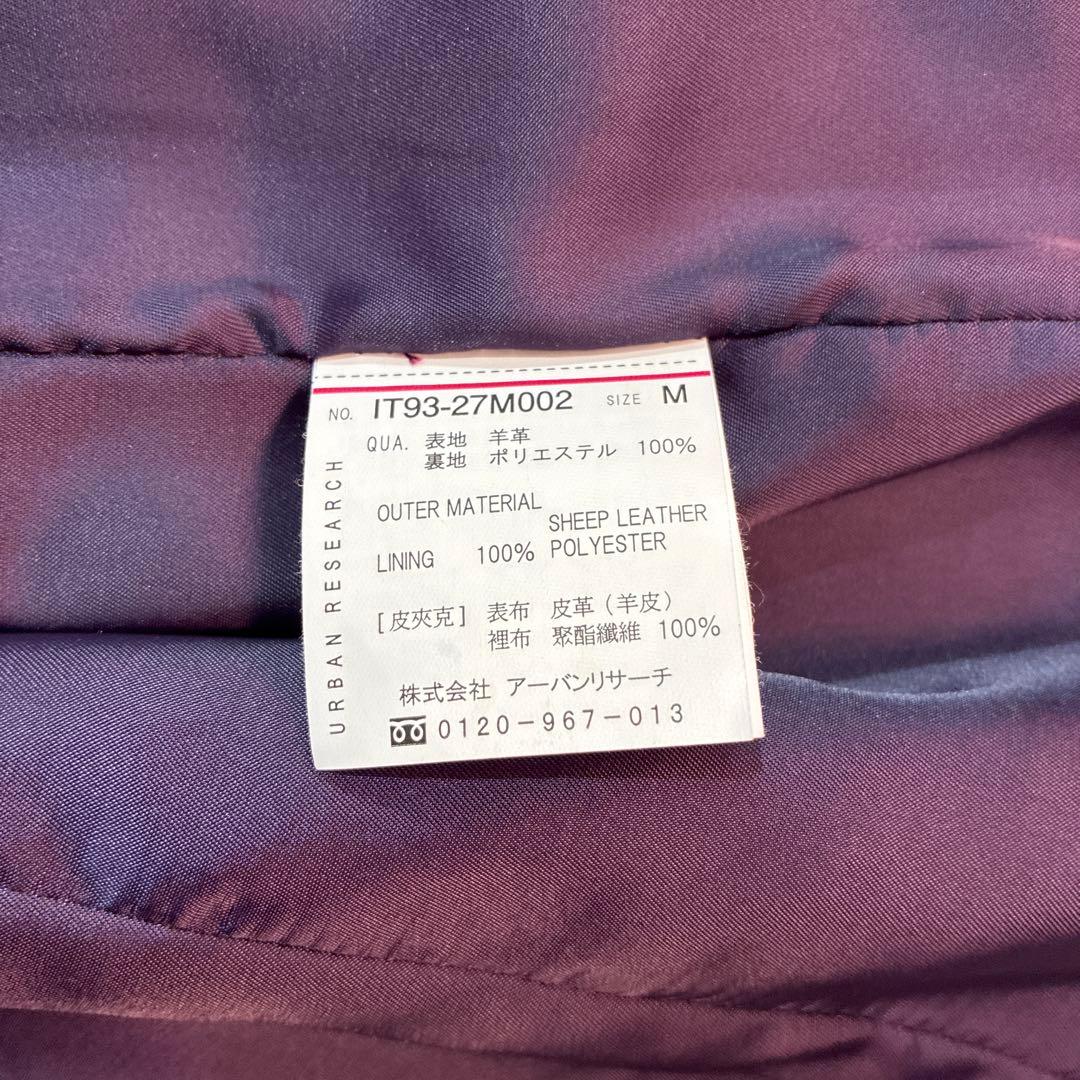 NO. IT93-27M002 SIZE M
QUA. 表地 羊革
裏地 ポリエステル 100%
OUTER MATERIAL
SHEEP LEATHER
LINING 100% POLYESTER
[皮夾克] 表布 皮革(羊皮)
裡布 聚酯纖維 100%
株式会社 アーバンリサーチ
0120-967-013
URBAN RESEARCH